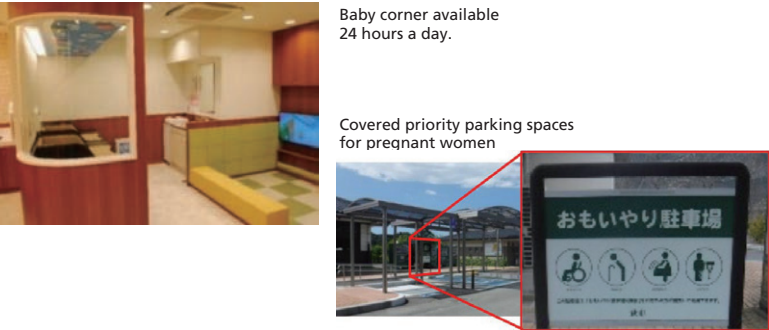 Baby corner available
24 hours a day.
Covered priority parking spaces
for pregnant women
おもいやり駐車場